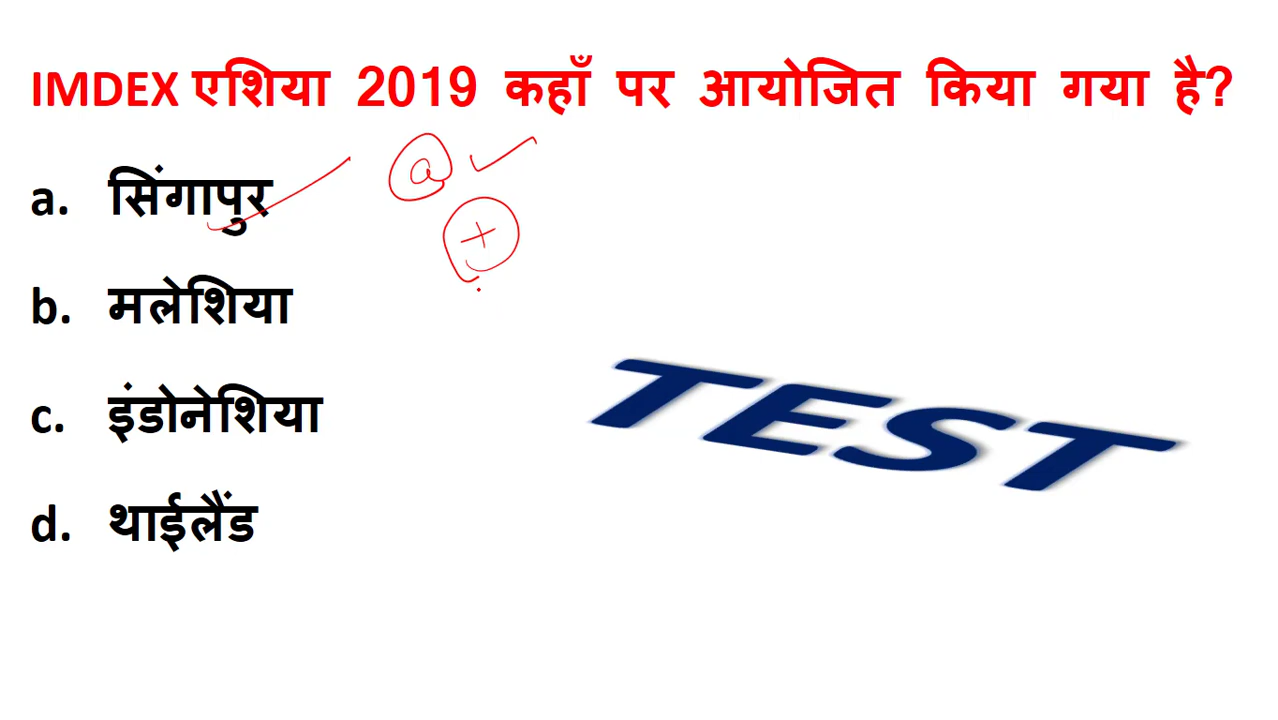 IMDEX एशिया 2019 कहाँ पर आयोजित किया गया है?
a. सिंगापुर
a
b. मलेशिया
c. इंडोनेशिया
d. थाईलैंड
TEST